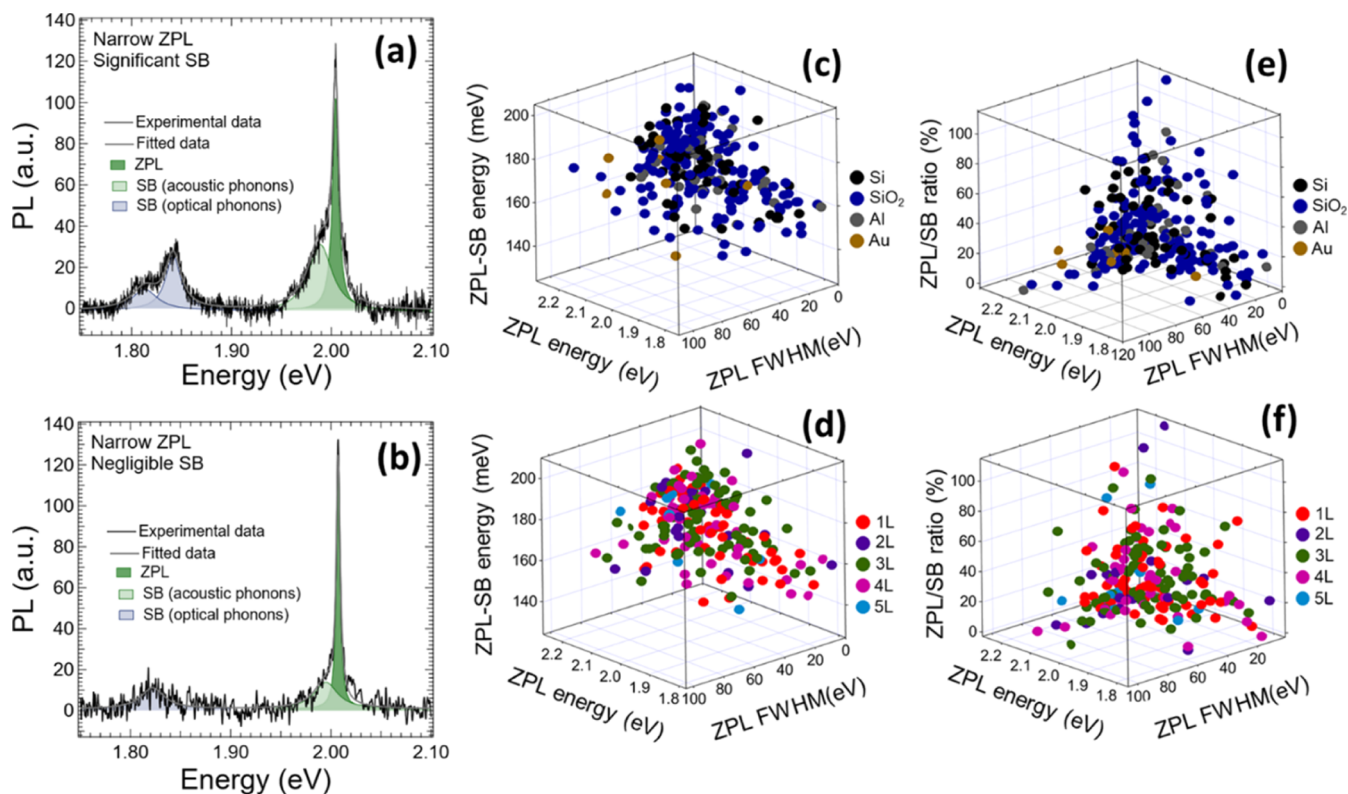 (a)
Narrow ZPL
Significant SB
Experimental data
Fitted data
ZPL
SB (acoustic phonons)
SB (optical phonons)
PL (a.u.)
140
120
100
80
60
40
20
0
1.80
1.90
2.00
2.10
Energy (eV)
(b)
Narrow ZPL
Negligible SB
Experimental data
Fitted data
ZPL
SB (acoustic phonons)
SB (optical phonons)
PL (a.u.)
140
120
100
80
60
40
20
0
1.80
1.90
2.00
2.10
Energy (eV)
(c)
ZPL-SB energy (meV)
200
180
160
140
2.2
2.1
2.0
1.9
1.8
ZPL energy (eV)
100
80
60
40
20
0
ZPL FWHM(eV)
Si
SiO₂
Al
Au
(d)
ZPL-SB energy (meV)
200
180
160
140
2.2
2.1
2.0
1.9
1.8
ZPL energy (eV)
100
80
60
40
20
0
ZPL FWHM(eV)
1L
2L
3L
4L
5L
(e)
ZPL/SB ratio (%)
100
80
60
40
20
0
2.2
2.1
2.0
1.9
1.8
ZPL energy (eV)
120
100
80
60
40
20
0
ZPL FWHM(eV)
Si
SiO₂
Al
Au
(f)
ZPL/SB ratio (%)
100
80
60
40
20
0
2.2
2.1
2.0
1.9
1.8
ZPL energy (eV)
100
80
60
40
20
ZPL FWHM(eV)
1L
2L
3L
4L
5L